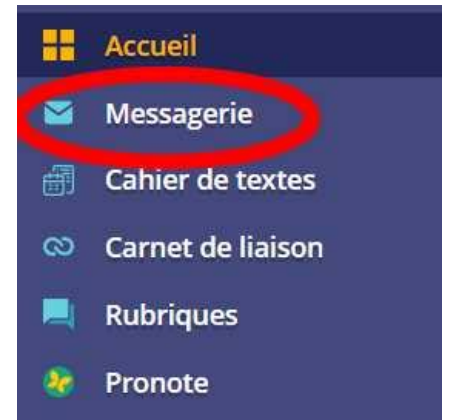 Accueil
Messagerie
Cahier de textes
Carnet de liaison
Rubriques
Pronote